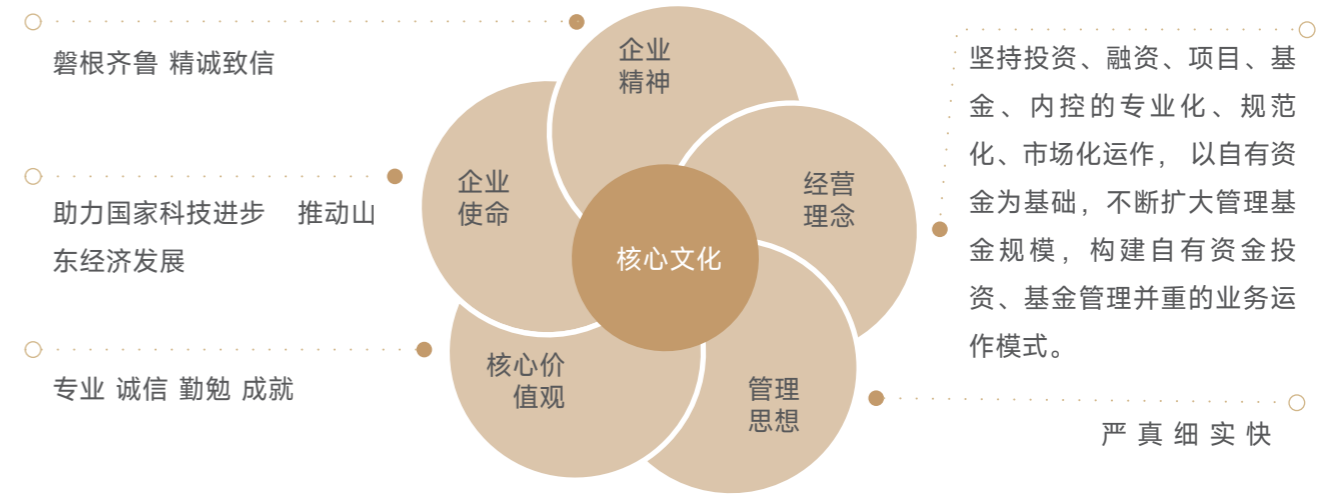 磐根齐鲁 精诚致信
企业
精神
助力国家科技进步 推动山
东经济发展
企业
使命
专业 诚信 勤勉 成就
核心价
值观
核心文化
经营
理念
坚持投资、融资、项目、基
金、内控的专业化、规范
化、市场化运作， 以自有资
金为基础，不断扩大管理基
金规模，构建自有资金投
资、基金管理并重的业务运
作模式。
管理
思想
严 真 细 实 快